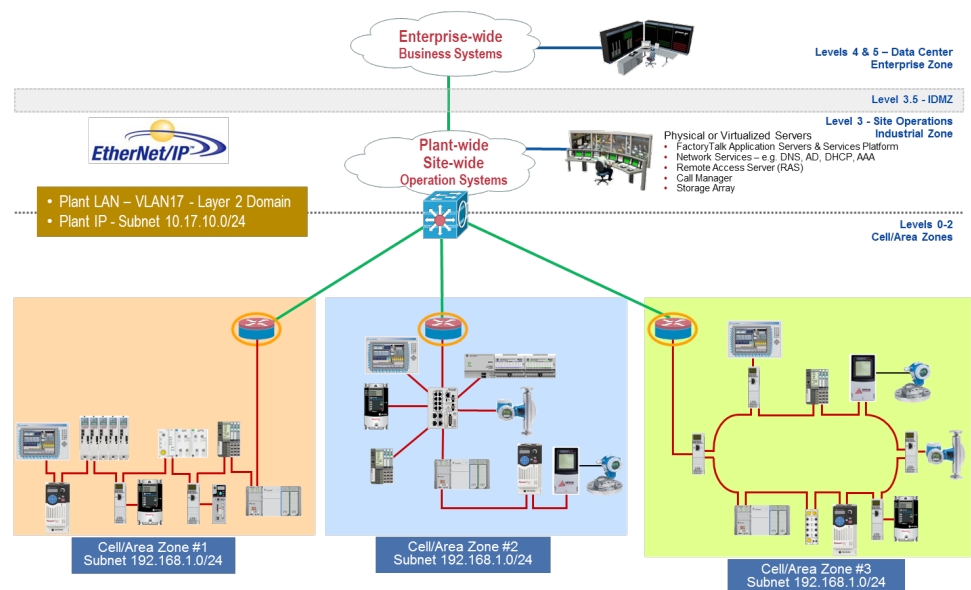 Enterprise-wide
Business Systems
Levels 4 & 5 – Data Center
Enterprise Zone
Level 3.5 - IDMZ
Level 3 - Site Operations
Industrial Zone
EtherNet/IP™
Plant-wide
Site-wide
Operation Systems
Physical or Virtualized Servers
• FactoryTalk Application Servers & Services Platform
• Network Services – e.g. DNS, AD, DHCP, AAA
• Remote Access Server (RAS)
• Call Manager
• Storage Array
• Plant LAN – VLAN17 - Layer 2 Domain
• Plant IP - Subnet 10.17.10.0/24
Levels 0-2
Cell/Area Zones
Cell/Area Zone #1
Subnet 192.168.1.0/24
Cell/Area Zone #2
Subnet 192.168.1.0/24
Cell/Area Zone #3
Subnet 192.168.1.0/24